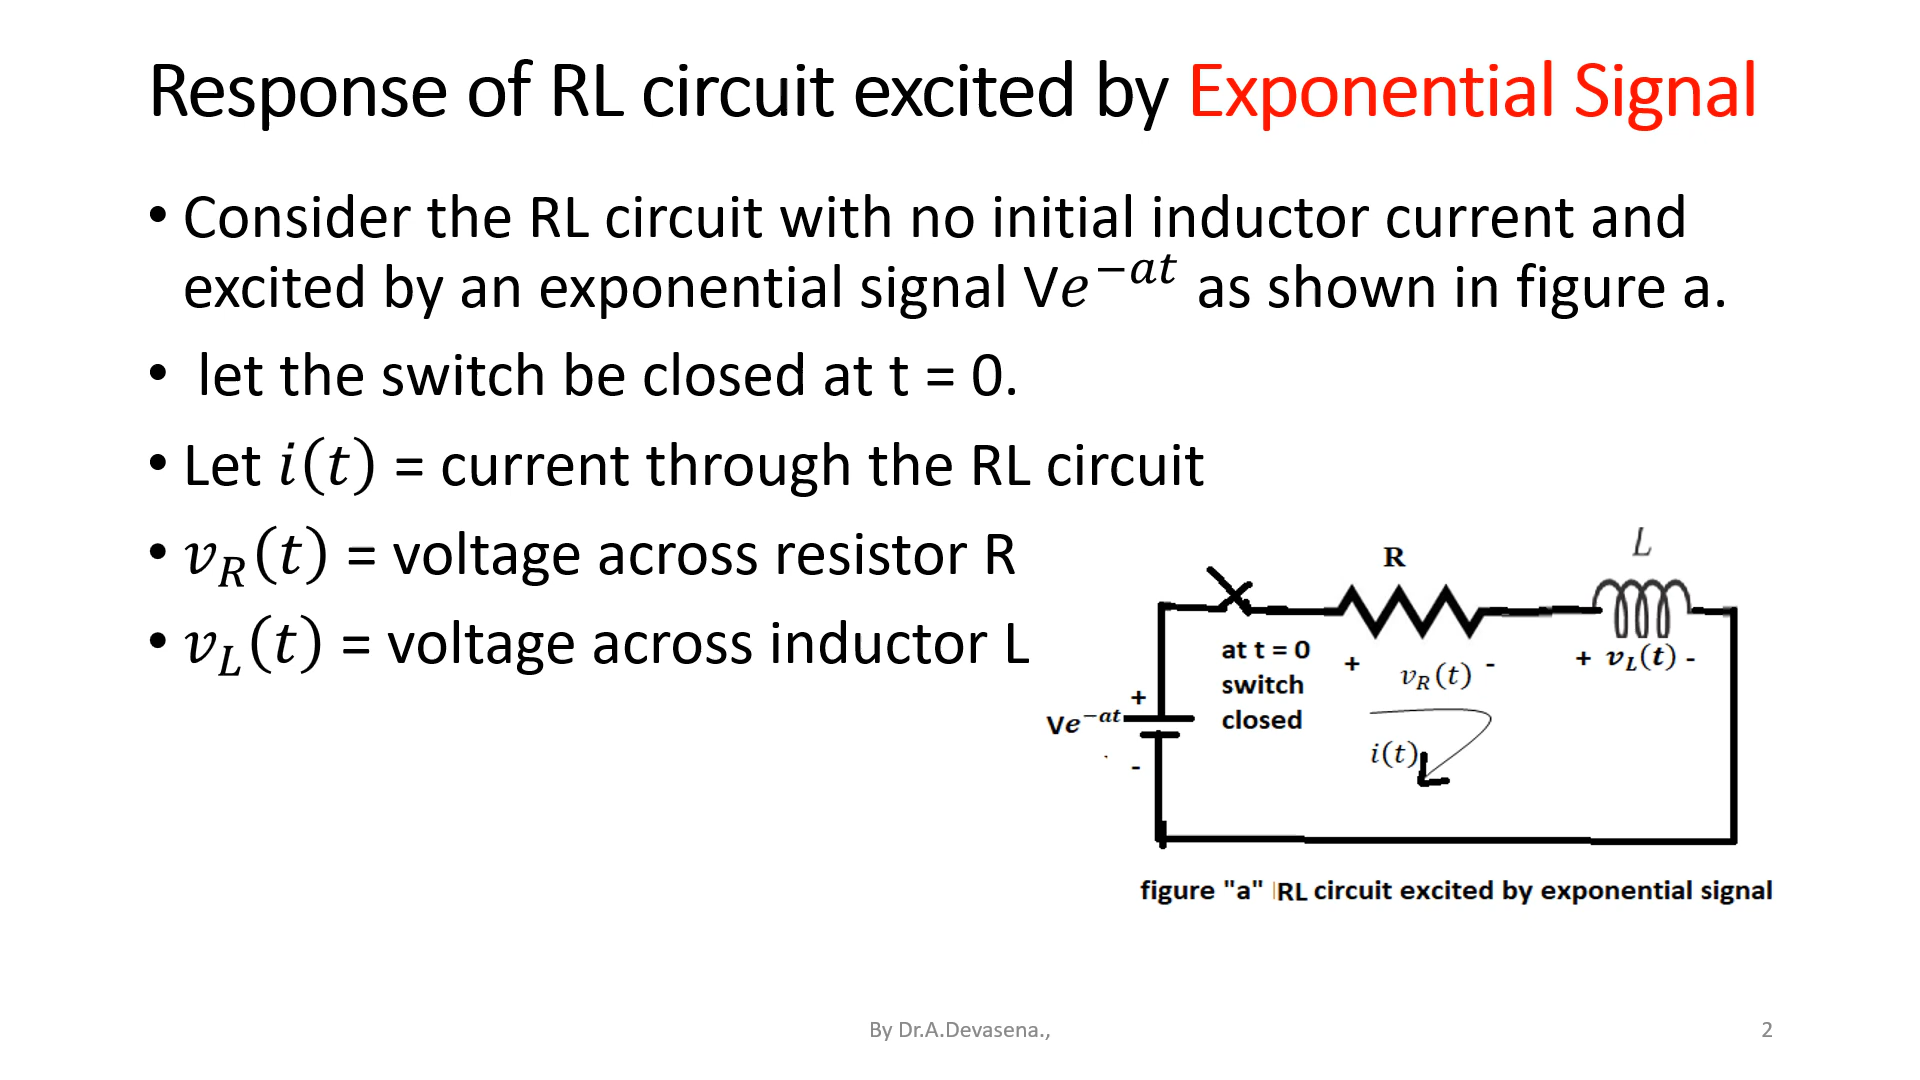 Response of RL circuit excited by Exponential Signal
• Consider the RL circuit with no initial inductor current and
excited by an exponential signal V𝑒^{−𝑎𝑡} as shown in figure a.
• let the switch be closed at t = 0.
• Let 𝑖(𝑡) = current through the RL circuit
• 𝑣_𝑅(𝑡) = voltage across resistor R
• 𝑣_𝐿(𝑡) = voltage across inductor L
R
L
at t = 0
switch
closed
+ 𝑣_𝑅(𝑡) -
+ 𝒗_𝑳(𝒕) -
+
V𝒆^{−𝒂𝒕}
-
𝑖(𝑡)
figure "a" RL circuit excited by exponential signal
By Dr.A.Devasena.,
2